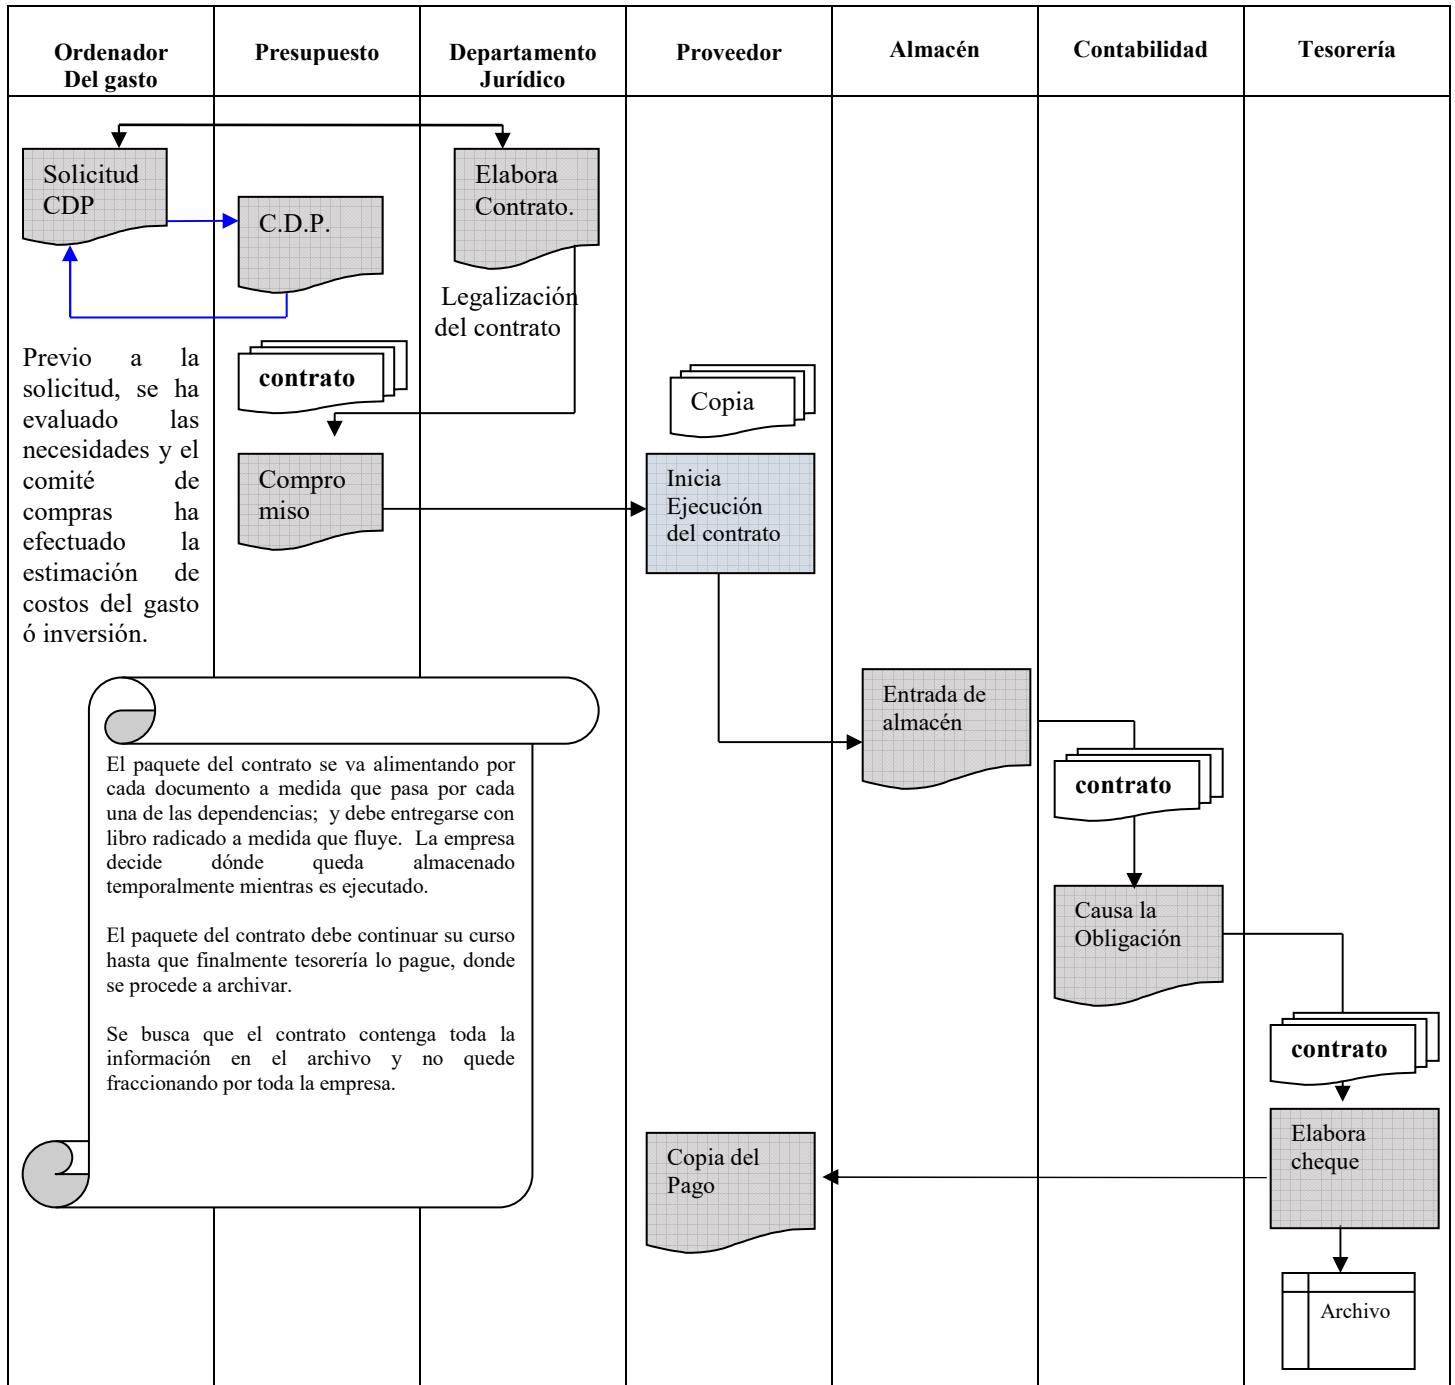 Ordenador
Del gasto
Presupuesto
Departamento
Jurídico
Proveedor
Almacén
Contabilidad
Tesorería
Solicitud
CDP
C.D.P.
Elabora
Contrato.
Legalización
del contrato
Previo a la
solicitud, se ha
evaluado las
necesidades y el
comité de
compras ha
efectuado la
estimación de
costos del gasto
ó inversión.
contrato
Compro
miso
Copia
Inicia
Ejecución
del contrato
Entrada de
almacén
contrato
Causa la
Obligación
contrato
Elabora
cheque
Copia del
Pago
Archivo
El paquete del contrato se va alimentando por
cada documento a medida que pasa por cada
una de las dependencias; y debe entregarse con
libro radicado a medida que fluye. La empresa
decide dónde queda almacenado
temporalmente mientras es ejecutado.
El paquete del contrato debe continuar su curso
hasta que finalmente tesorería lo pague, donde
se procede a archivar.
Se busca que el contrato contenga toda la
información en el archivo y no quede
fraccionando por toda la empresa.